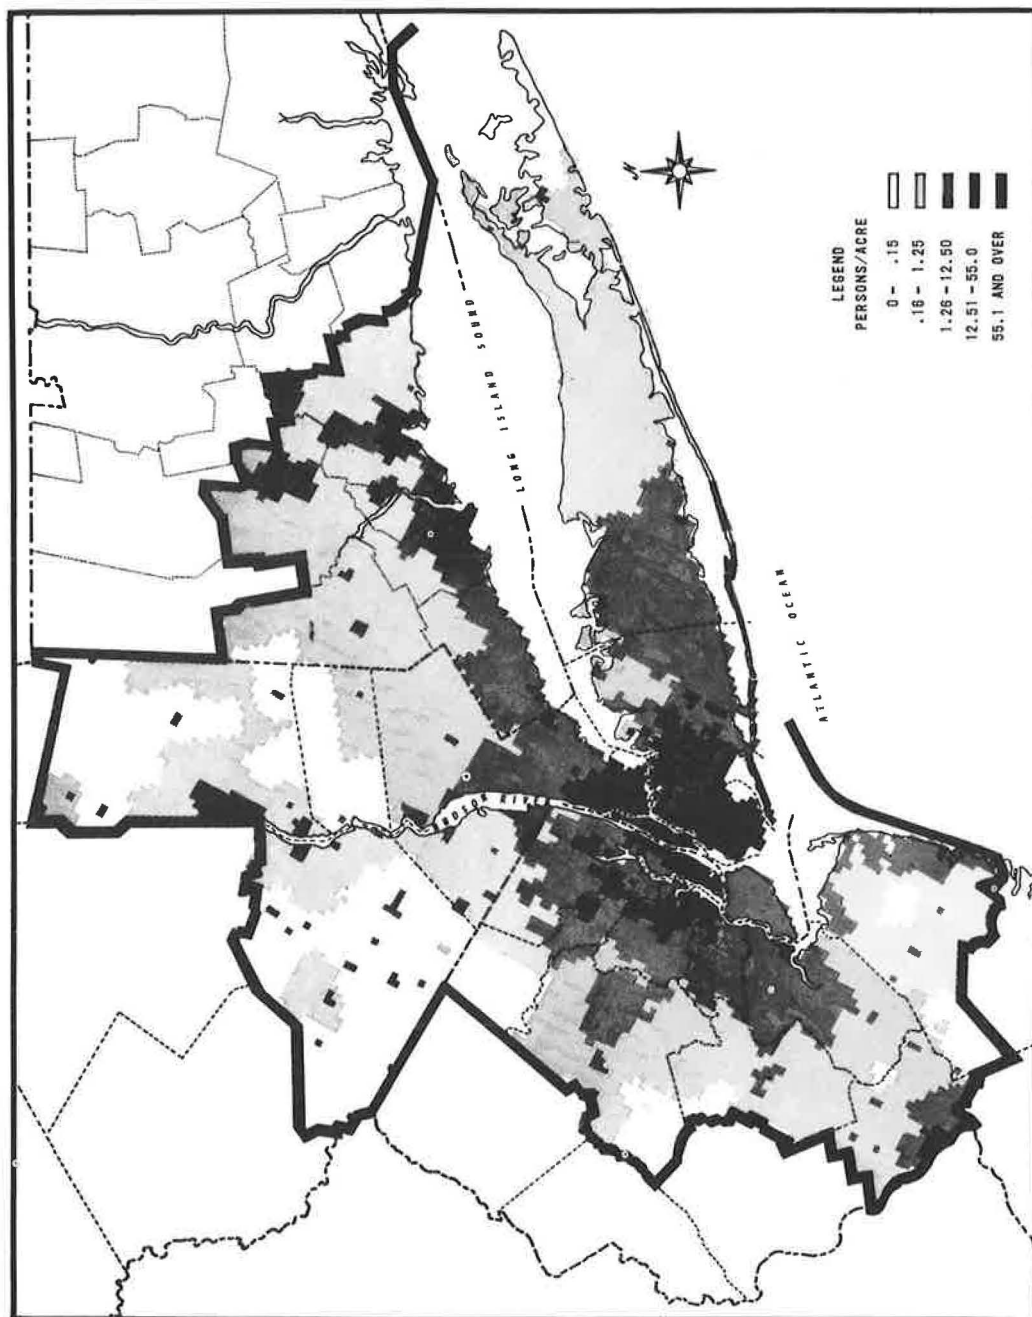 LONG ISLAND SOUND
N
HUDSON RIVER
ATLANTIC OCEAN
LEGEND
PERSONS/ACRE
0 - .15
.16 - 1.25
1.26 - 12.50
12.51 - 55.0
55.1 AND OVER